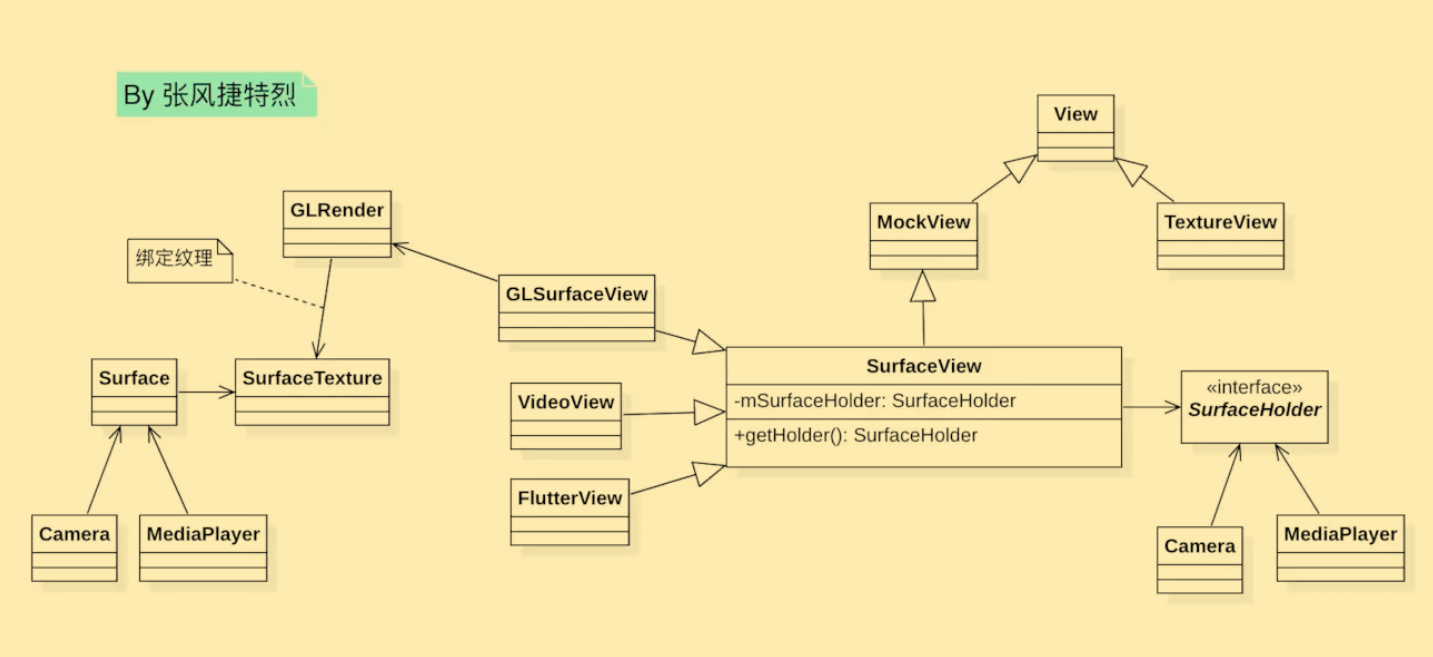 By 张风捷特烈
View
GLRender
MockView
TextureView
绑定纹理
GLSurfaceView
SurfaceView
-mSurfaceHolder: SurfaceHolder
+getHolder(): SurfaceHolder
Surface
SurfaceTexture
VideoView
«interface»
SurfaceHolder
FlutterView
Camera
MediaPlayer
Camera
MediaPlayer